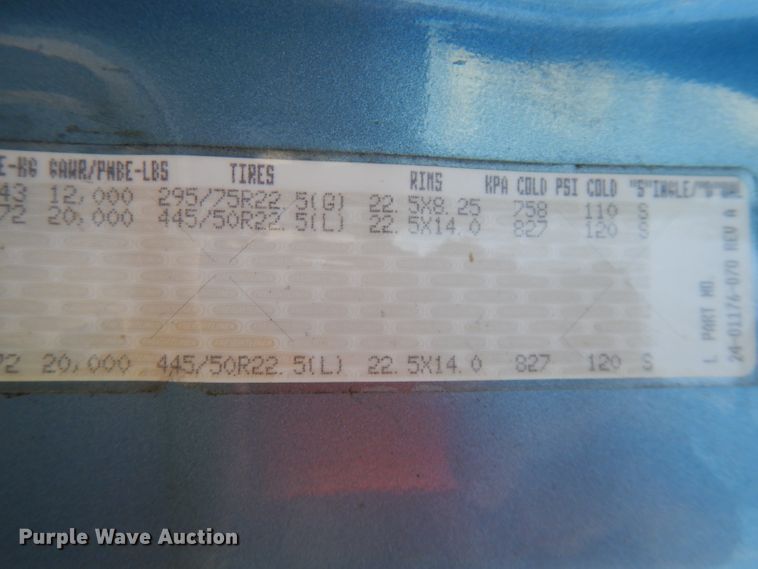 E-KG GAWR/PNBE-LBS TIRES RIMS KPA COLD PSI COLD "S"INGLE/"D"UAL
43 12,000 295/75R22.5(G) 22.5X8.25 758 110 S
72 20,000 445/50R22.5(L) 22.5X14.0 827 120 S
72 20,000 445/50R22.5(L) 22.5X14.0 827 120 S
L PART NO.
24-01176-070 REV A
Purple Wave Auction